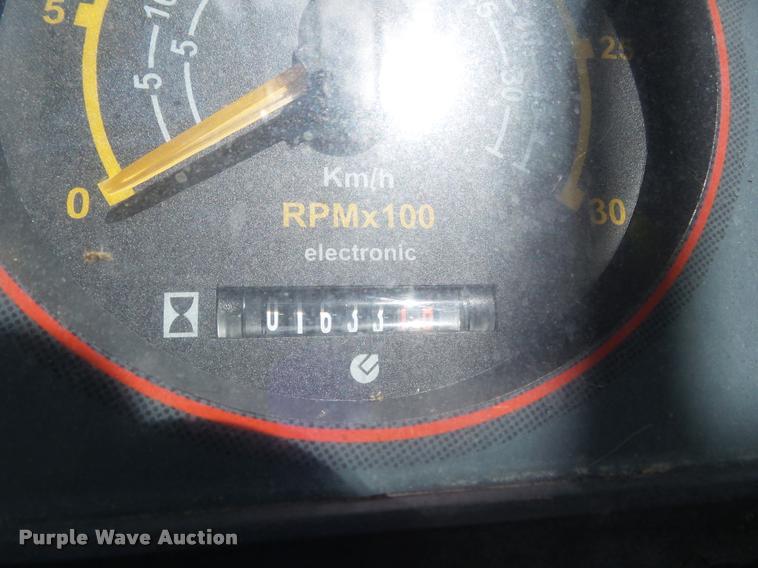 5 10 5 5 0
25 30 30
Km/h
RPMx100
electronic
01633
Purple Wave Auction